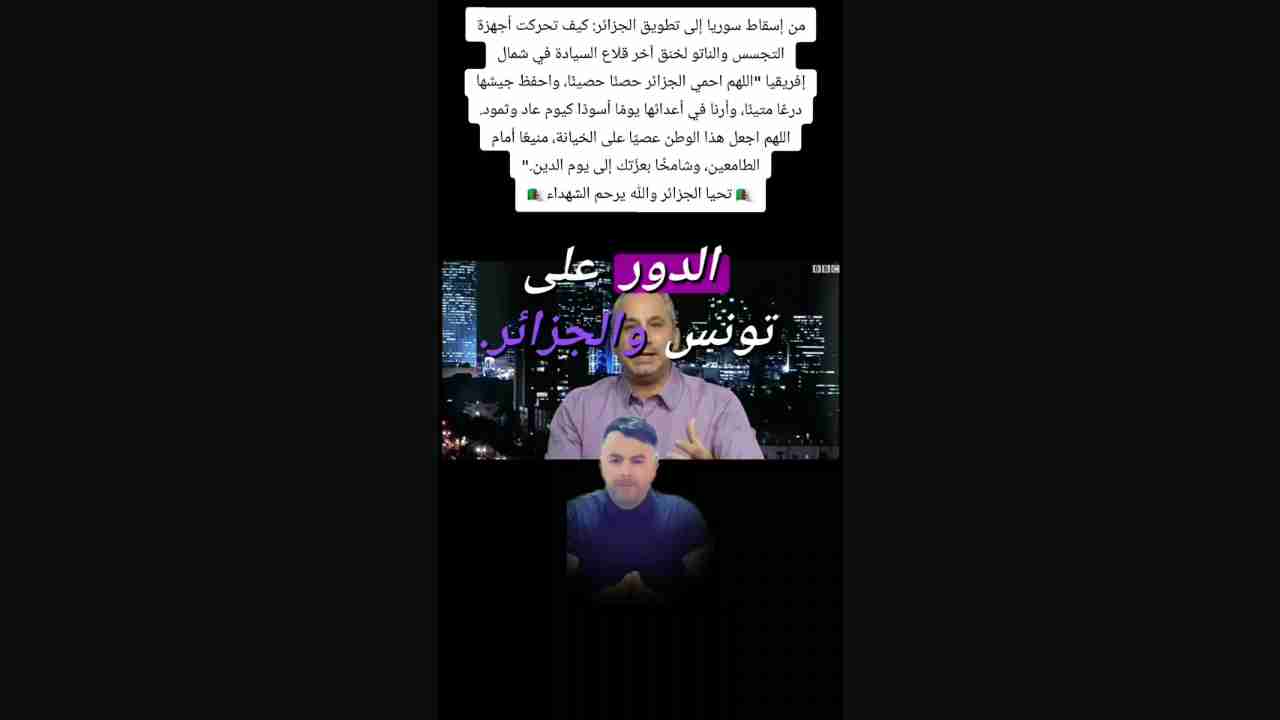 من إسقاط سوريا إلى تطويق الجزائر: كيف تحركت أجهزة
التجسس والناتو لخنق آخر قلاع السيادة في شمال
إفريقيا "اللهم احمي الجزائر حصنًا حصينًا، واحفظ جيشها
درعًا متينًا، وأرنا في أعدائها يومًا أسودًا كيوم عاد وثمود.
اللهم اجعل هذا الوطن عصيًا على الخيانة، منيعًا أمام
الطامعين، وشامخًا بعزّتك إلى يوم الدين."
🇩🇿 تحيا الجزائر والله يرحم الشهداء 🇩🇿
BBC
الدور على
تونس والجزائر.